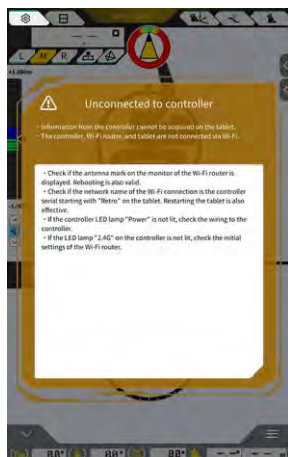 L M R
+1.000
Unconnected to controller
・Information from the controller cannot be acquired on the tablet.
・The controller, Wi-Fi router, and tablet are not connected via Wi-Fi.
・Check if the antenna mark on the monitor of the Wi-Fi router is
displayed. Rebooting is also valid.
・Check if the network name of the Wi-Fi connection is the controller
serial starting with "Retro" on the tablet. Restarting the tablet is also
effective.
・If the controller LED lamp "Power" is not lit, check the wiring to the
controller.
・If the LED lamp "2.4G" on the controller is not lit, check the initial
settings of the Wi-Fi router.